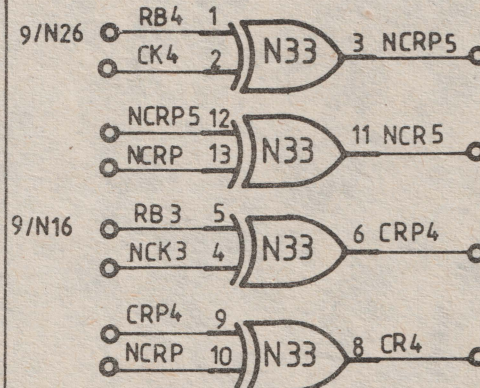 RB4 1
9/N26 N33 3 NCRP5
CK4 2
NCRP5 12
N33 11 NCR5
NCRP 13
RB3 5
9/N16 N33 6 CRP4
NCK3 4
CRP4 9
N33 8 CR4
NCRP 10